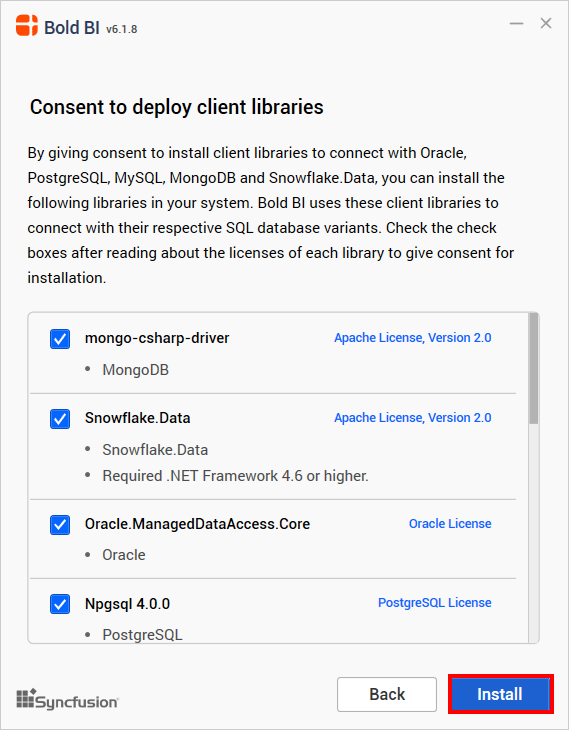 Bold BI v6.1.8
Consent to deploy client libraries
By giving consent to install client libraries to connect with Oracle,
PostgreSQL, MySQL, MongoDB and Snowflake.Data, you can install the
following libraries in your system. Bold BI uses these client libraries to
connect with their respective SQL database variants. Check the check
boxes after reading about the licenses of each library to give consent for
installation.
mongo-csharp-driver Apache License, Version 2.0
• MongoDB
Snowflake.Data Apache License, Version 2.0
• Snowflake.Data
• Required .NET Framework 4.6 or higher.
Oracle.ManagedDataAccess.Core Oracle License
• Oracle
Npgsql 4.0.0 PostgreSQL License
• PostgreSQL
Syncfusion Back Install